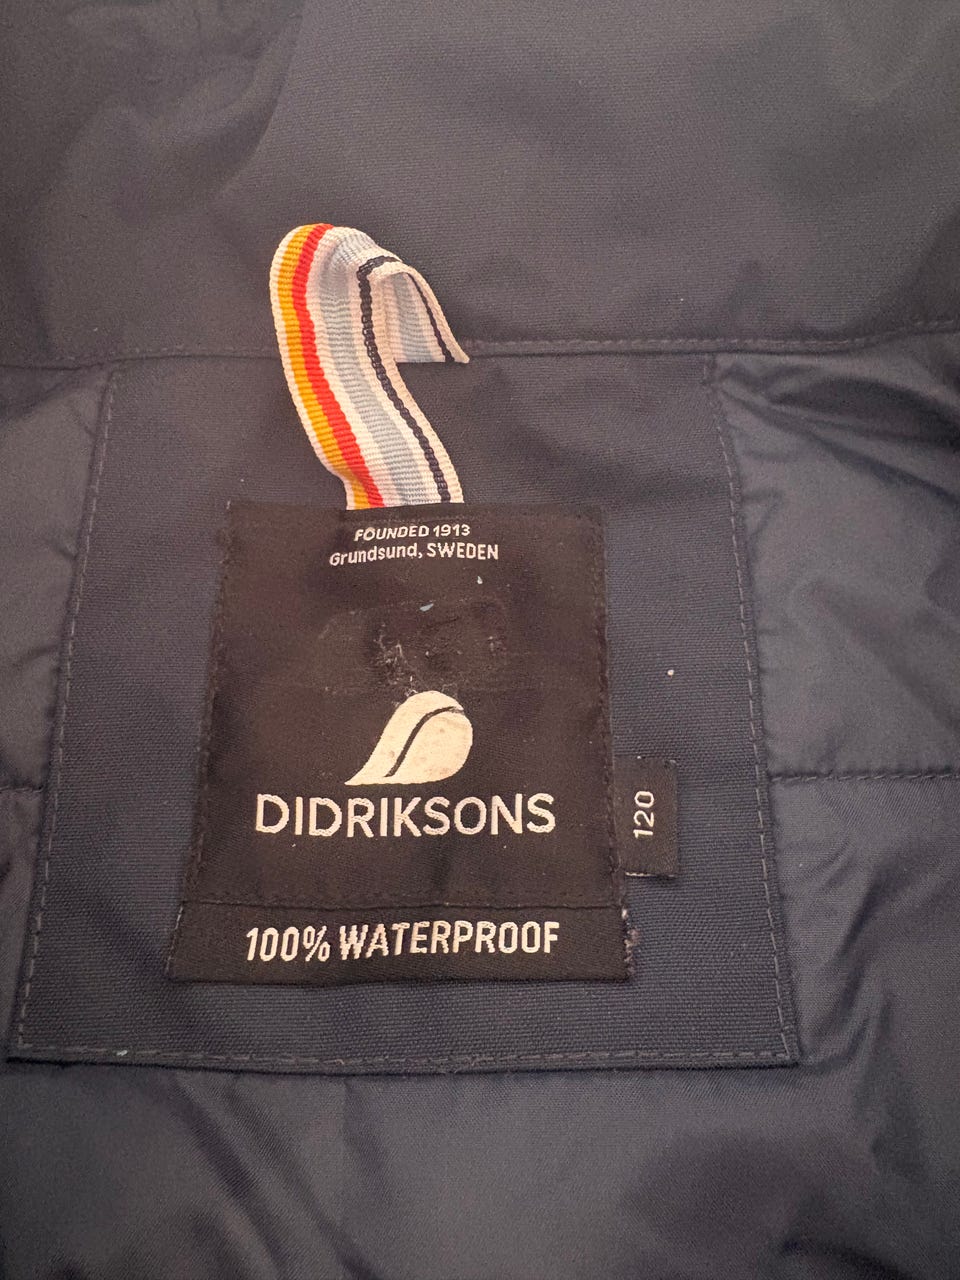 FOUNDED 1913
Grundsund, SWEDEN
DIDRIKSONS
120
100% WATERPROOF